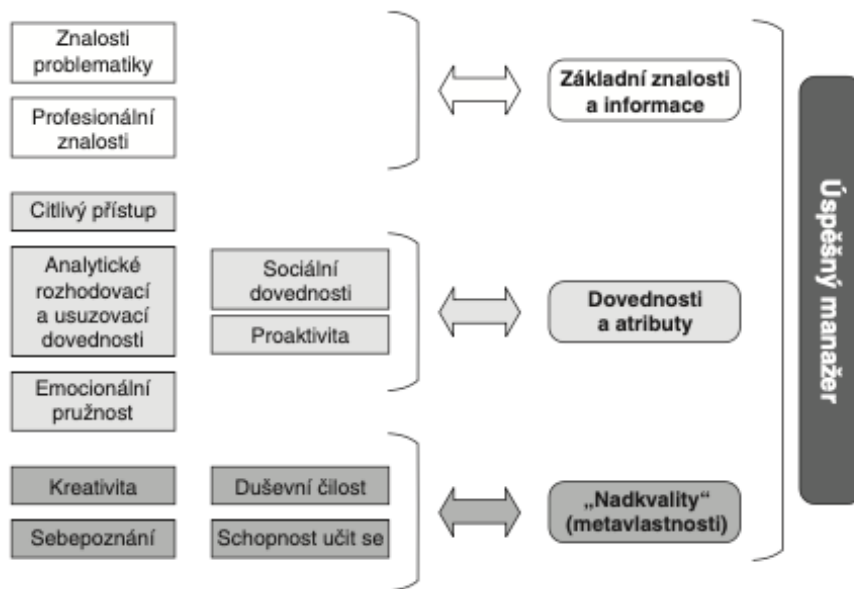 Znalosti
problematiky
Profesionální
znalosti
Základní znalosti
a informace
Citlivý přístup
Analytické
rozhodovací
a usuzovací
dovednosti
Sociální
dovednosti
Proaktivita
Emocionální
pružnost
Dovednosti
a atributy
Kreativita
Duševní čilost
Sebepoznání
Schopnost učit se
„Nadkvality“
(metavlastnosti)
Úspěšný manažer